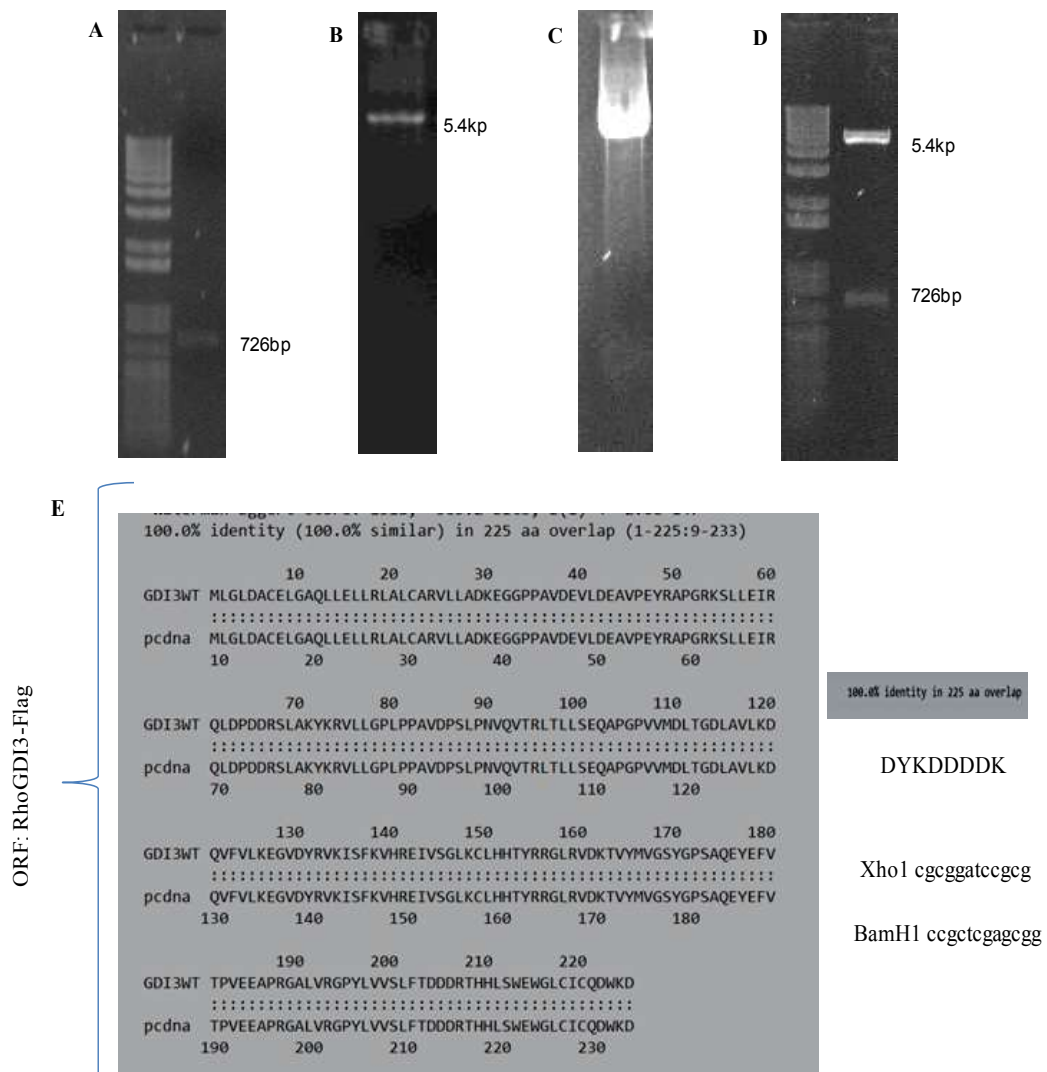 A
B
C
D
5.4kp
5.4kp
726bp
726bp
E
ORF: RhoGDI3-Flag
100.0% identity (100.0% similar) in 225 aa overlap (1-225:9-233)
10 20 30 40 50 60
GDI3WT MLGLDACELGAQLLELLRLALCARVLLADKEGGPPAVDEVLDEAVPEYRAPGRKSLLEIR
::::::::::::::::::::::::::::::::::::::::::::::::::::::::::::
pcdna MLGLDACELGAQLLELLRLALCARVLLADKEGGPPAVDEVLDEAVPEYRAPGRKSLLEIR
10 20 30 40 50 60
70 80 90 100 110 120
GDI3WT QLDPDDRSLAKYKRVLLGPLPPAVDPSLPNVQVTRLTLLSEQAPGPVVMDLTGDLAVLKD
::::::::::::::::::::::::::::::::::::::::::::::::::::::::::::
pcdna QLDPDDRSLAKYKRVLLGPLPPAVDPSLPNVQVTRLTLLSEQAPGPVVMDLTGDLAVLKD
70 80 90 100 110 120
130 140 150 160 170 180
GDI3WT QVFVLKEGVDYRVKISFKVHREIVSGLKCLHHTYRRGLRVDKTVYMVGSYGPSAQEYEFV
::::::::::::::::::::::::::::::::::::::::::::::::::::::::::::
pcdna QVFVLKEGVDYRVKISFKVHREIVSGLKCLHHTYRRGLRVDKTVYMVGSYGPSAQEYEFV
130 140 150 160 170 180
190 200 210 220
GDI3WT TPVEEAPRGALVRGPYLVVSLFTDDDRTHHLSWEWGLCICQDWKD
:::::::::::::::::::::::::::::::::::::::::::::
pcdna TPVEEAPRGALVRGPYLVVSLFTDDDRTHHLSWEWGLCICQDWKD
190 200 210 220 230
100.0% identity in 225 aa overlap
DYKDDDDK
Xho1 cgcggatccgcg
BamH1 ccgctcgagcgg